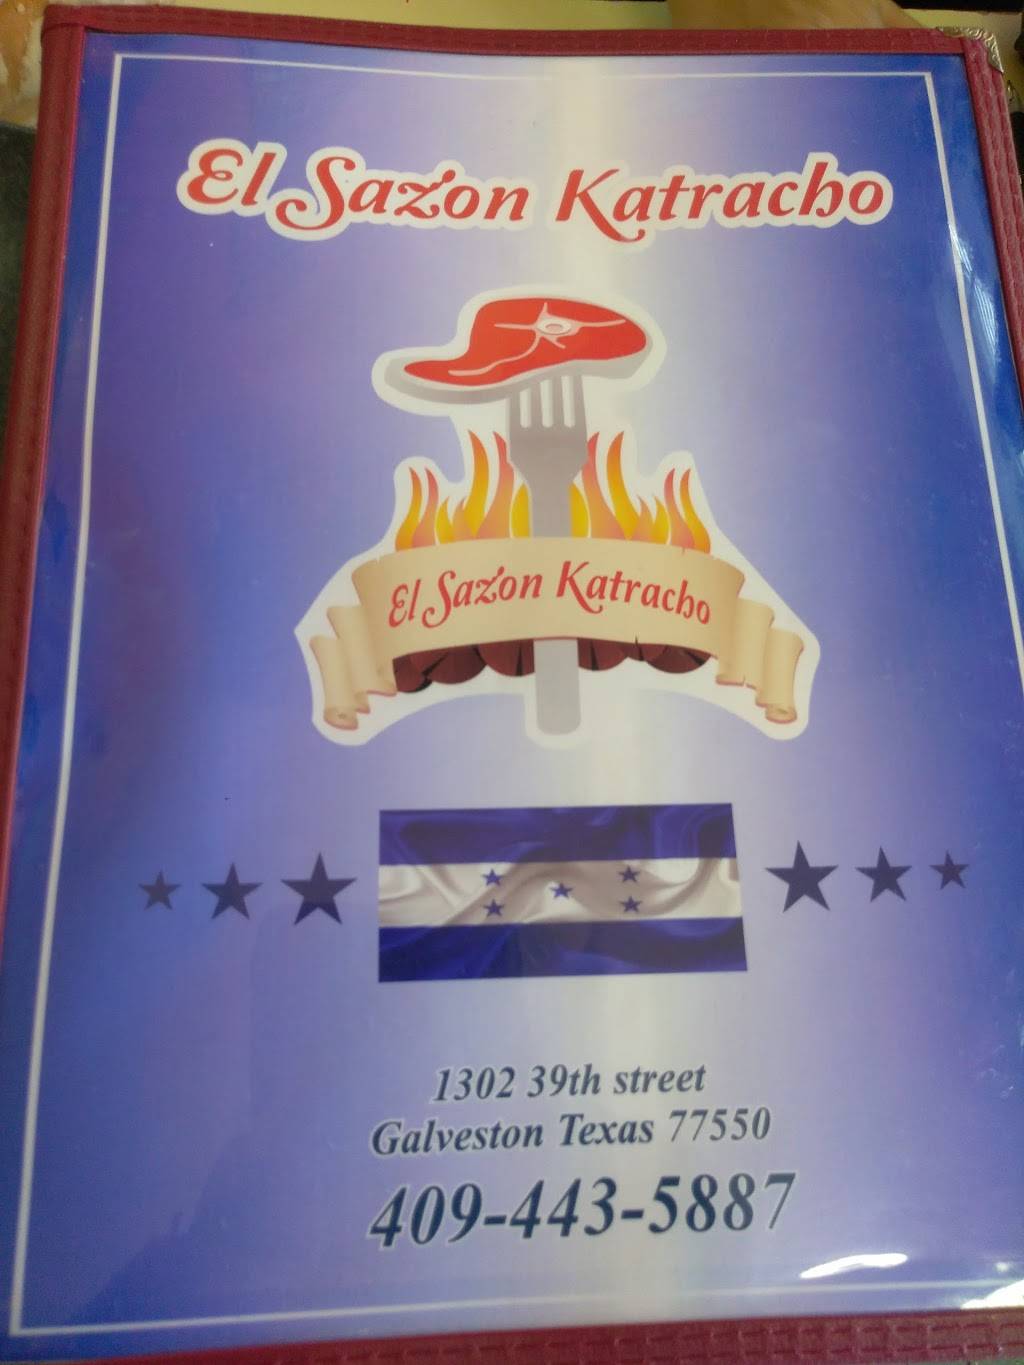 El Sazon Katracho
El Sazon Katracho
1302 39th street
Galveston Texas 77550
409-443-5887